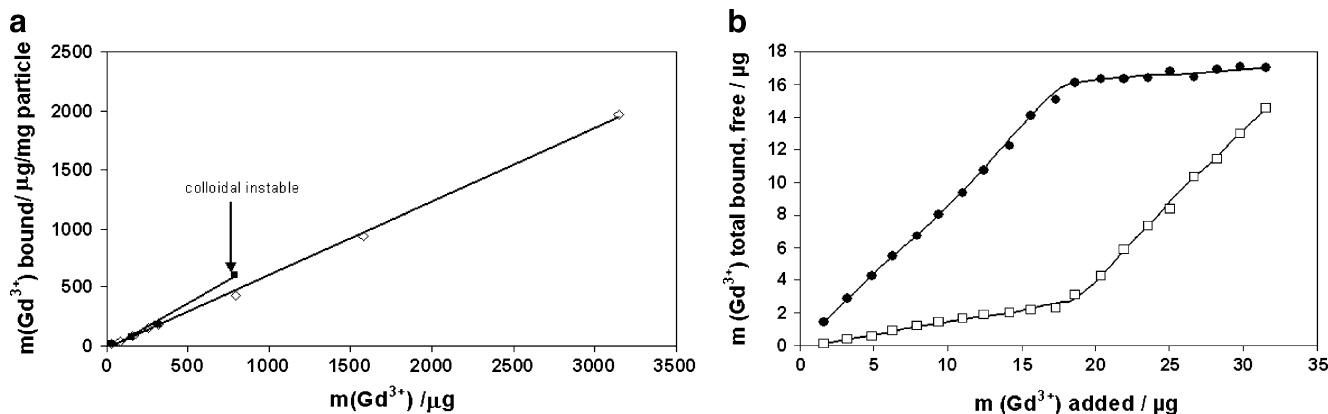 a
2500
2000
1500
1000
500
0
m(Gd³⁺) bound/ µg/mg particle
colloidal instable
0 500 1000 1500 2000 2500 3000 3500
m(Gd³⁺) /µg
b
18
16
14
12
10
8
6
4
2
0
m (Gd³⁺) total bound, free / µg
0 5 10 15 20 25 30 35
m (Gd³⁺) added / µg